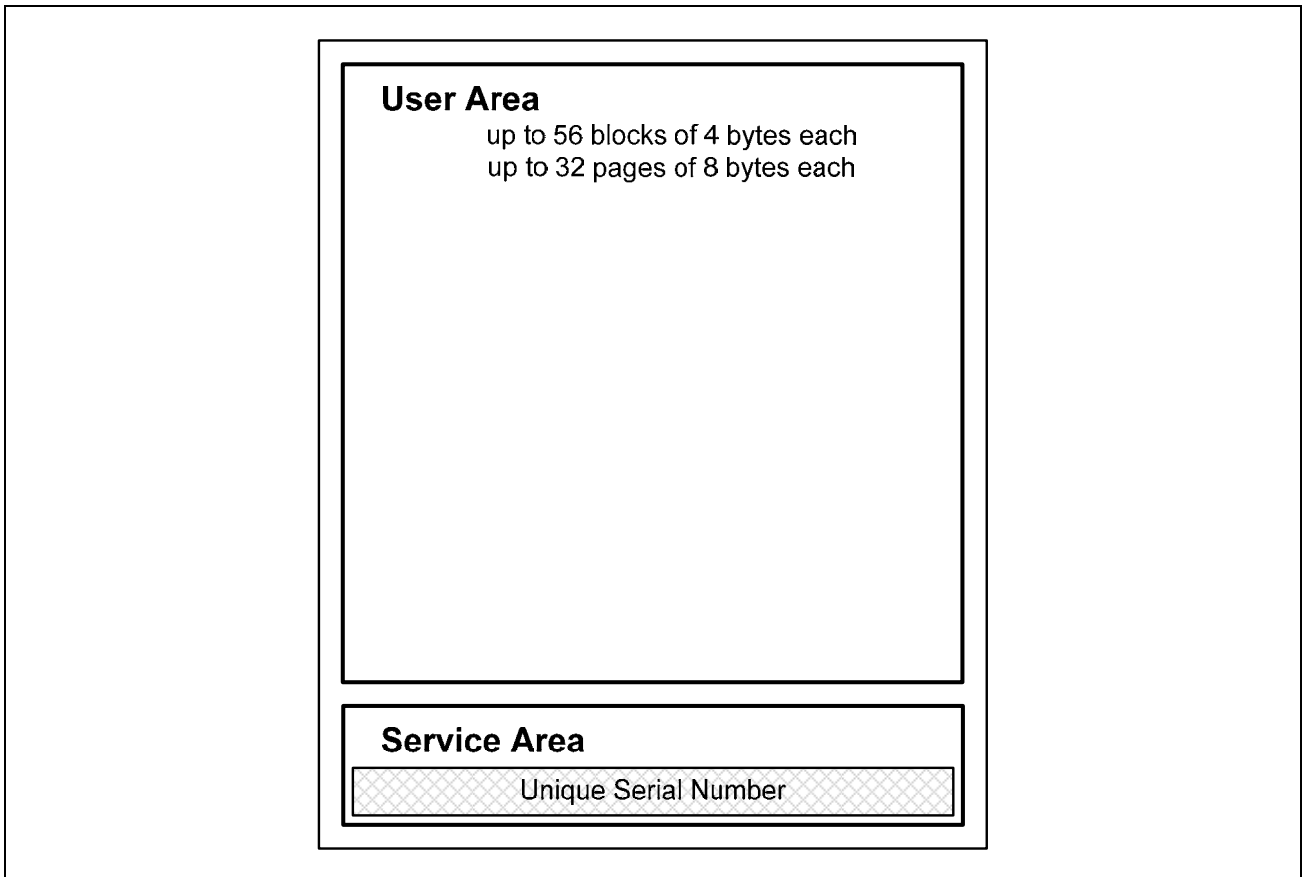 User Area
up to 56 blocks of 4 bytes each
up to 32 pages of 8 bytes each
Service Area
Unique Serial Number